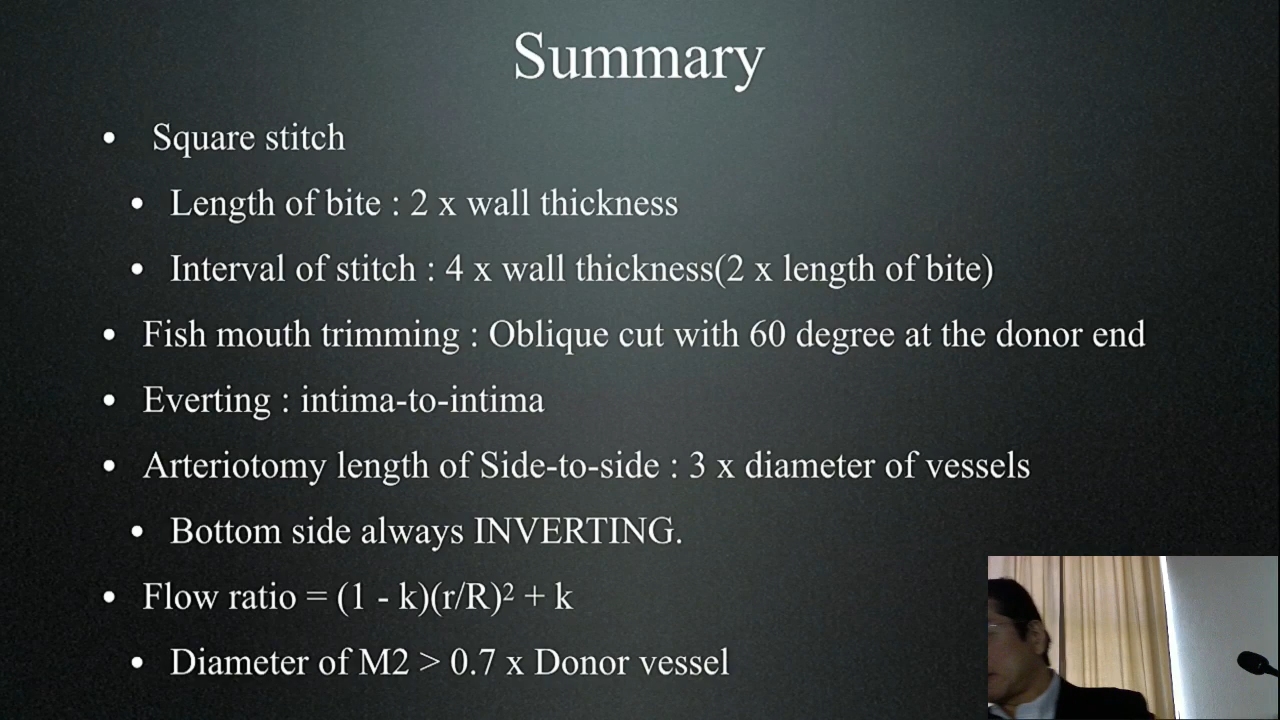 Summary
• Square stitch
• Length of bite : 2 x wall thickness
• Interval of stitch : 4 x wall thickness(2 x length of bite)
• Fish mouth trimming : Oblique cut with 60 degree at the donor end
• Everting : intima-to-intima
• Arteriotomy length of Side-to-side : 3 x diameter of vessels
• Bottom side always INVERTING.
• Flow ratio = (1 - k)(r/R)² + k
• Diameter of M2 > 0.7 x Donor vessel